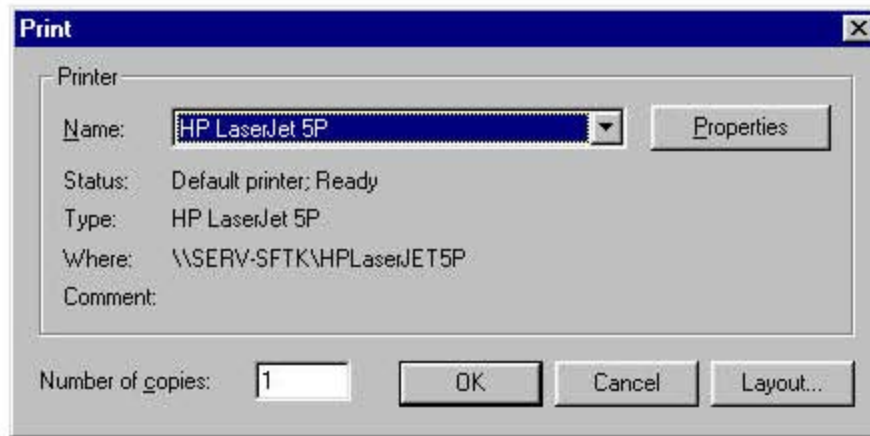 Print
Printer
Name: HP LaserJet 5P Properties
Status: Default printer; Ready
Type: HP LaserJet 5P
Where: \\SERV-SFTK\HPLaserJET5P
Comment:
Number of copies: 1 OK Cancel Layout...